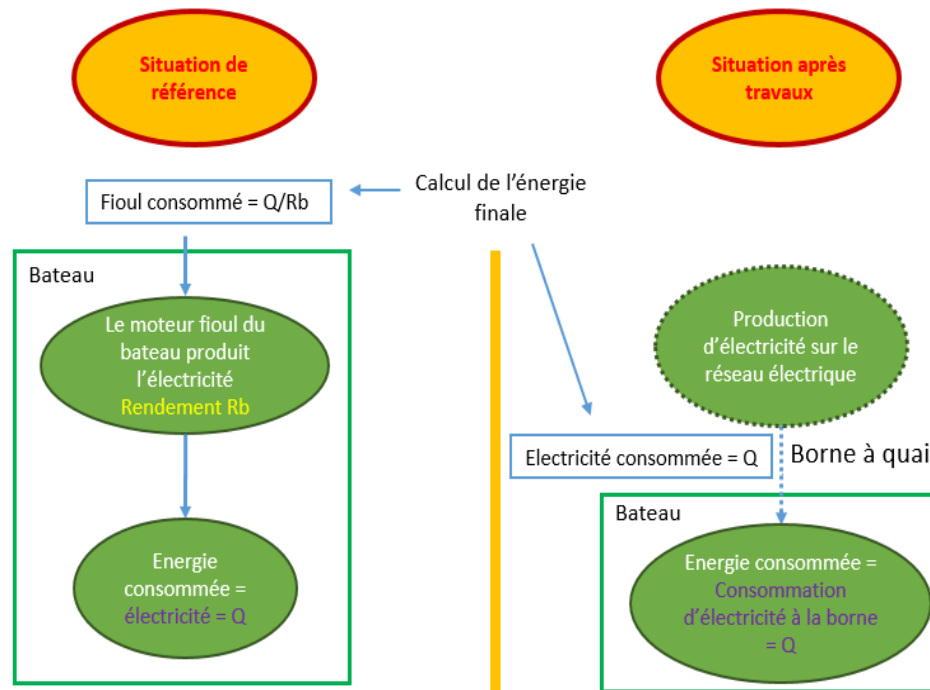 Situation de
référence
Situation après
travaux
Fioul consommé = Q/Rb
Calcul de l'énergie
finale
Bateau
Le moteur fioul du
bateau produit
l'électricité
Rendement Rb
Energie
consommée =
électricité = Q
Production
d'électricité sur le
réseau électrique
Electricité consommée = Q
Borne à quai
Bateau
Energie consommée =
Consommation
d'électricité à la borne
= Q